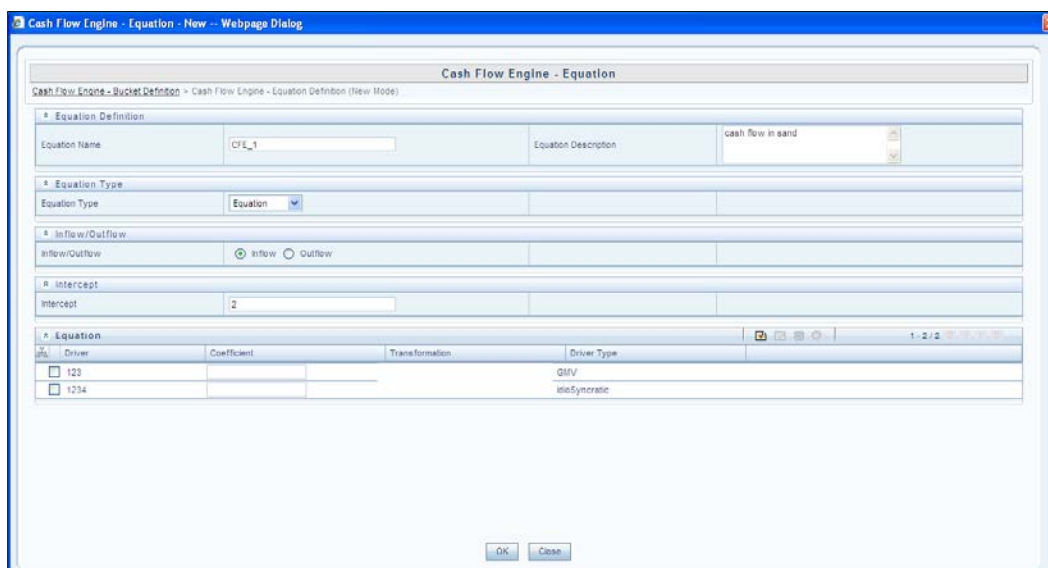 Cash Flow Engine - Equation - New -- Webpage Dialog
Cash Flow Engine - Equation
Cash Flow Engine - Bucket Definition > Cash Flow Engine - Equation Definition (New Mode)
Equation Definition
Equation Name CFE_1 Equation Description cash flow in sand
Equation Type
Equation Type Equation
Inflow/Outflow
Inflow/Outflow Inflow Outflow
Intercept
Intercept 2
Equation 1 - 2 / 2
Driver Coefficient Transformation Driver Type
123 GMV
1234 IdioSyncratic
OK Close